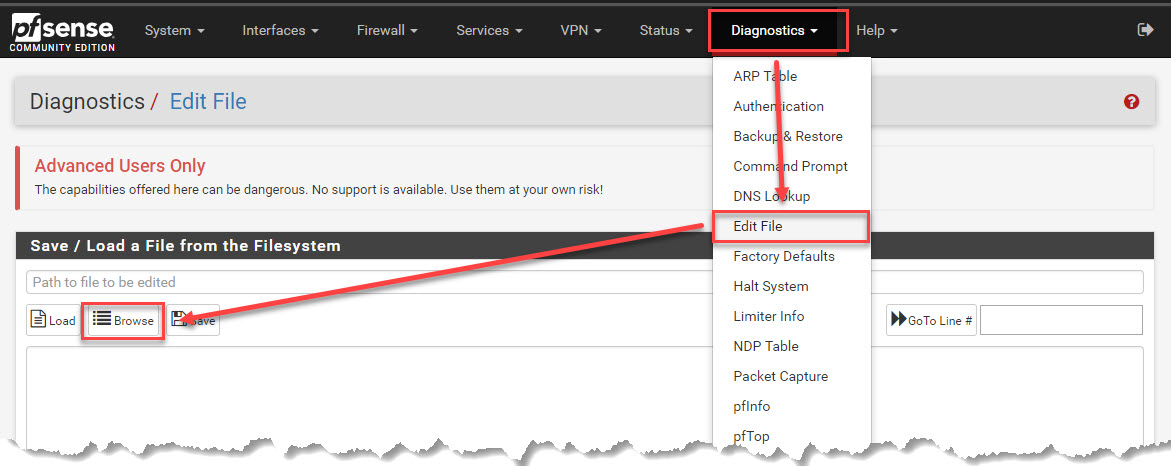 pfsense
COMMUNITY EDITION
System
Interfaces
Firewall
Services
VPN
Status
Diagnostics
Help
ARP Table
Authentication
Backup & Restore
Command Prompt
DNS Lookup
Edit File
Factory Defaults
Halt System
Limiter Info
NDP Table
Packet Capture
pfInfo
pfTop
Diagnostics / Edit File
Advanced Users Only
The capabilities offered here can be dangerous. No support is available. Use them at your own risk!
Save / Load a File from the Filesystem
Path to file to be edited
Load
Browse
Save
GoTo Line #